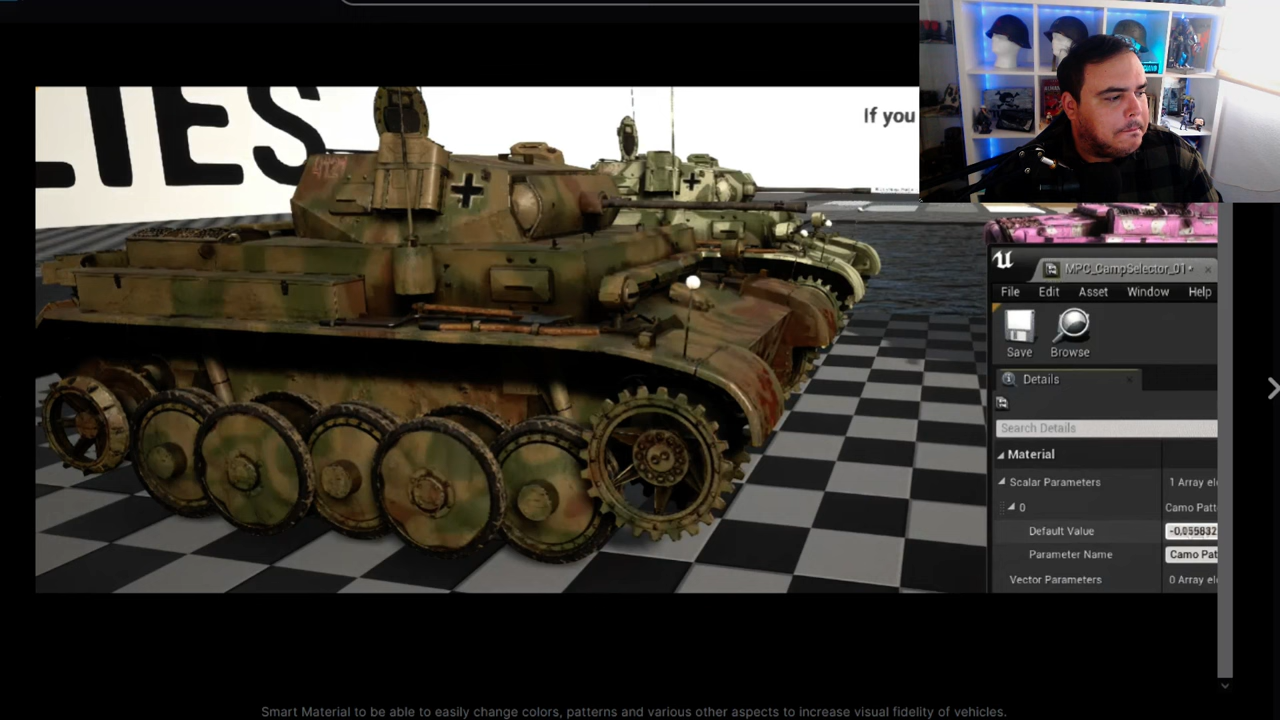 LIES
If you
MPC_CampSelector_01*
File Edit Asset Window Help
Save Browse
Details
Search Details
Material
Scalar Parameters 1 Array el
0 Camo Patt
Default Value -0.055832
Parameter Name Camo Pat
Vector Parameters 0 Array el
Smart Material to be able to easily change colors, patterns and various other aspects to increase visual fidelity of vehicles.